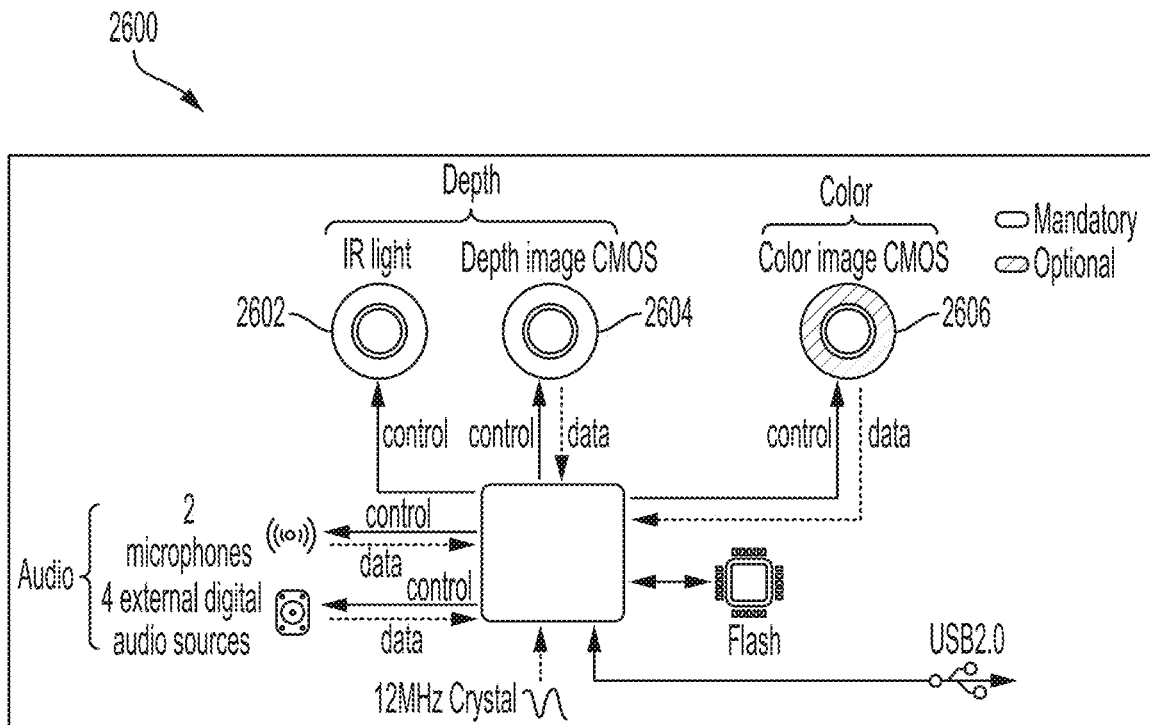 2600
Depth
Color
Mandatory
Optional
IR light
Depth image CMOS
Color image CMOS
2602
2604
2606
control
control
data
control
data
Audio
2
microphones
4 external digital
audio sources
control
data
control
data
Flash
USB2.0
12MHz Crystal